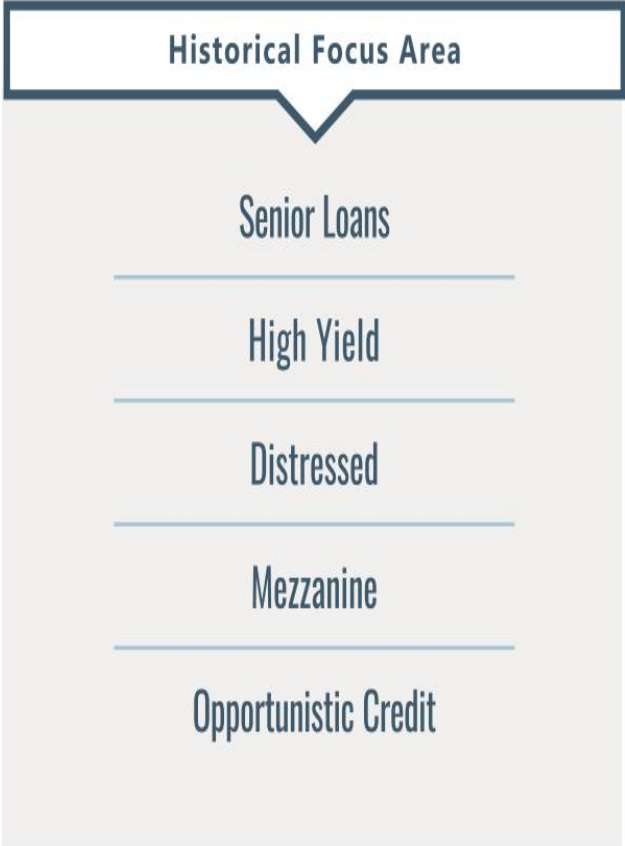 Historical Focus Area
Senior Loans
High Yield
Distressed
Mezzanine
Opportunistic Credit